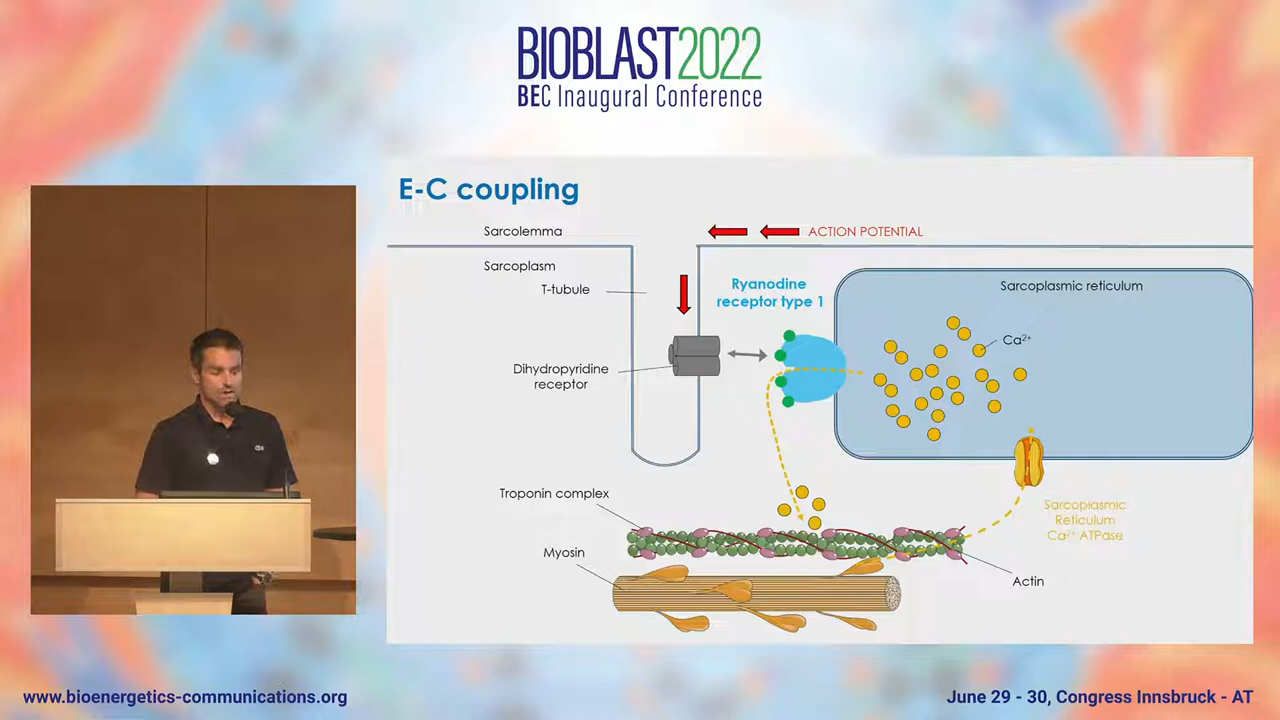 BIOBLAST2022
BEC Inaugural Conference
E-C coupling
Sarcolemma
ACTION POTENTIAL
Sarcoplasm
T-tubule
Ryanodine
receptor type 1
Sarcoplasmic reticulum
Ca²⁺
Dihydropyridine
receptor
Troponin complex
Sarcoplasmic
Reticulum
Ca²⁺ ATPase
Myosin
Actin
www.bioenergetics-communications.org
June 29 - 30, Congress Innsbruck - AT